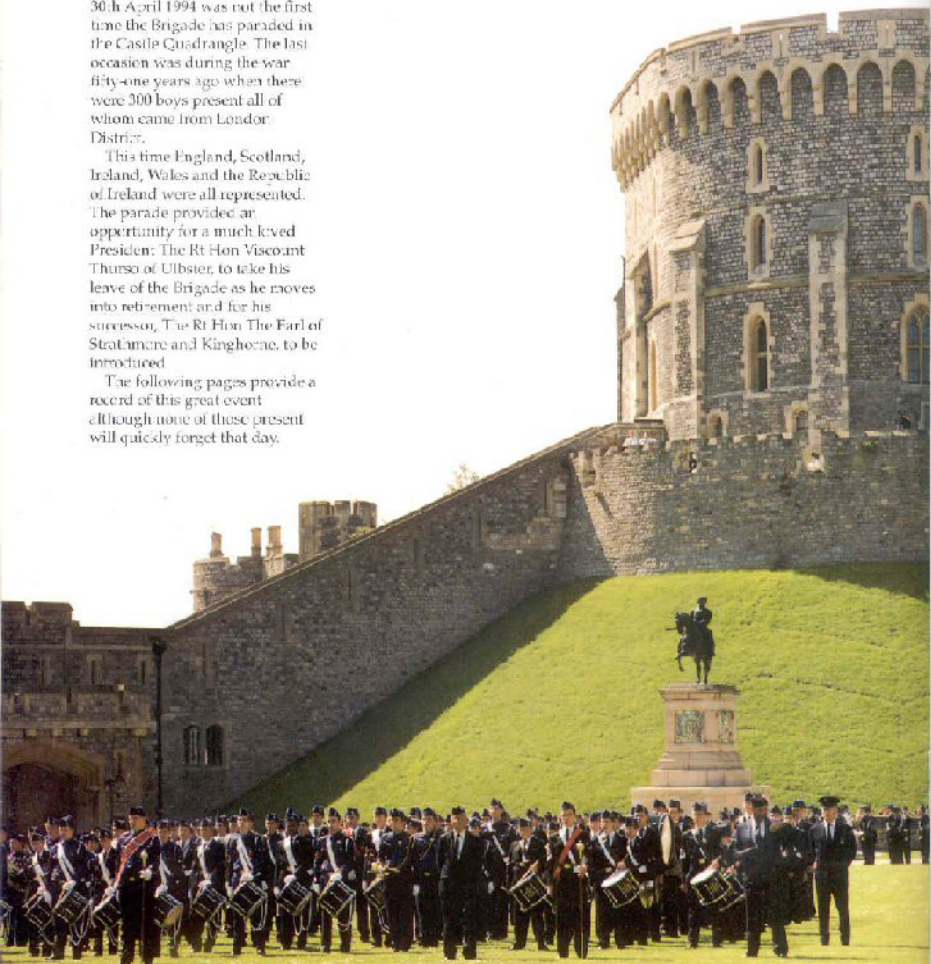 30th April 1994 was not the first
time the Brigade has paraded in
the Castle Quadrangle. The last
occasion was during the war
fifty-one years ago when there
were 300 boys present all of
whom came from London
District.
This time England, Scotland,
Ireland, Wales and the Republic
of Ireland were all represented.
The parade provided an
opportunity for a much loved
President The Rt Hon Viscount
Thurso of Ulbster, to take his
leave of the Brigade as he moves
into retirement and for his
successor, The Rt Hon The Earl of
Strathmore and Kinghorne, to be
introduced
The following pages provide a
record of this great event
although none of those present
will quickly forget that day.